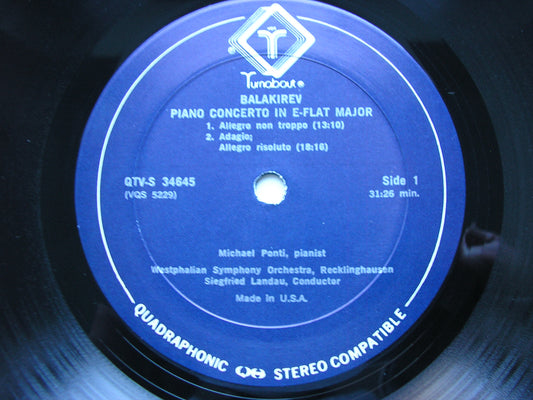 Turnabout
BALAKIREV
PIANO CONCERTO IN E-FLAT MAJOR
1. Allegro non troppo (13:10)
2. Adagio;
Allegro risoluto (18:16)
QTV-S 34645
(VQS 5229)
Side 1
31:26 min.
Michael Ponti, pianist
Westphalian Symphony Orchestra, Recklinghausen
Siegfried Landau, Conductor
Made in U.S.A.
QUADRAPHONIC QS STEREO COMPATIBLE